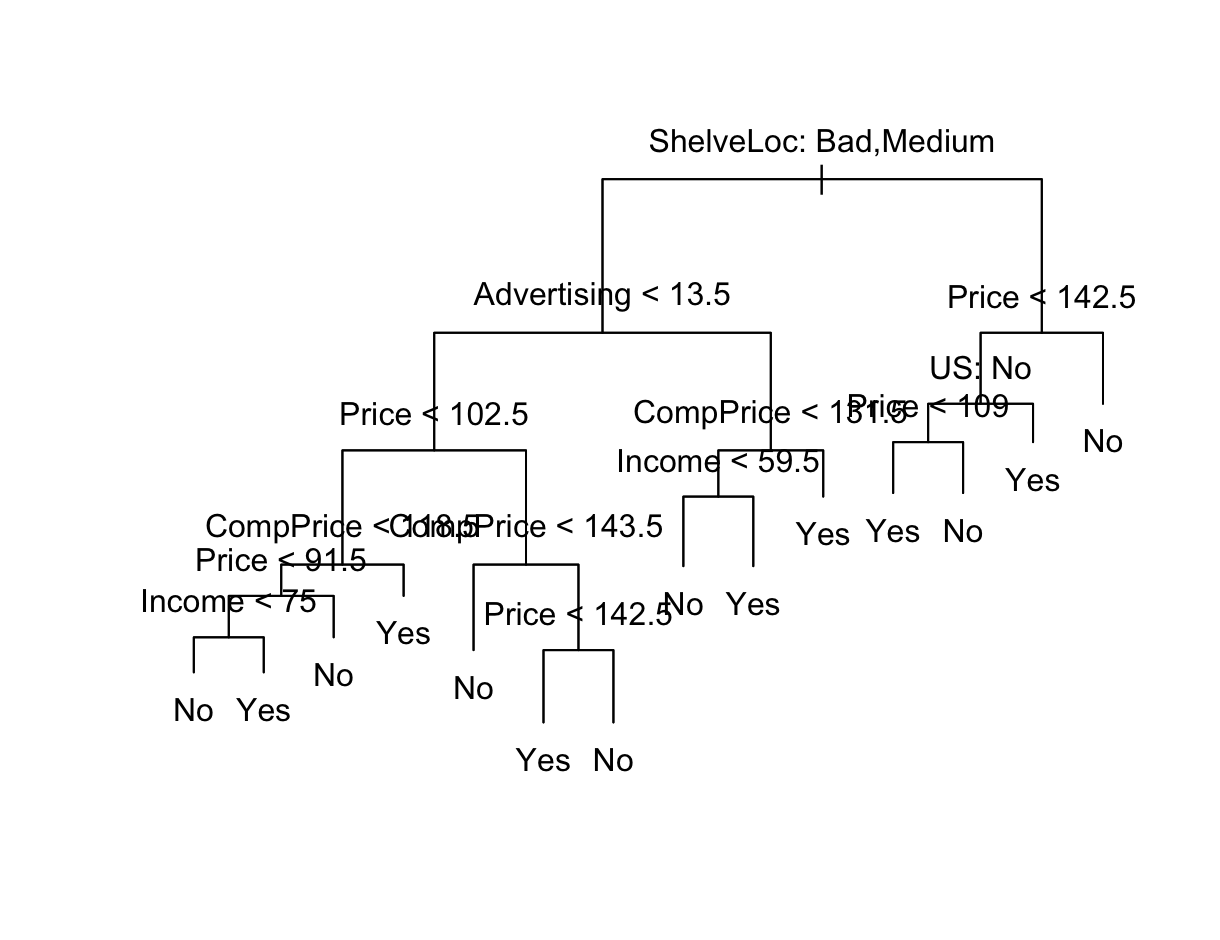 ShelveLoc: Bad,Medium
Advertising < 13.5
Price < 142.5
US: No
Price < 102.5
CompPrice < 131.5
Price < 109
No
Income < 59.5
Yes
CompPrice < 118.5
CompPrice < 143.5
Yes
Yes
No
Price < 91.5
Income < 75
Price < 142.5
No
Yes
Yes
No
No
No
Yes
Yes
No